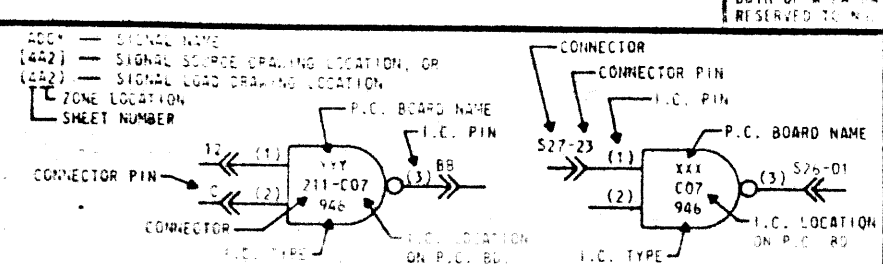 RESERVED TO
— SIGNAL NAME
[4A2] — SIGNAL SOURCE DRAWING LOCATION, OR
(4A2) — SIGNAL LOAD DRAWING LOCATION
ZONE LOCATION
SHEET NUMBER
P.C. BOARD NAME
I.C. PIN
12
(1)
YYY
211-C07
946
(3)
BB
CONNECTOR PIN
C
(2)
CONNECTOR
I.C. TYPE
I.C. LOCATION
ON P.C. BD.
CONNECTOR
CONNECTOR PIN
I.C. PIN
P.C. BOARD NAME
S27-23
(1)
XXX
C07
946
(3)
S26-01
(2)
I.C. LOCATION
ON P.C. BD.
I.C. TYPE